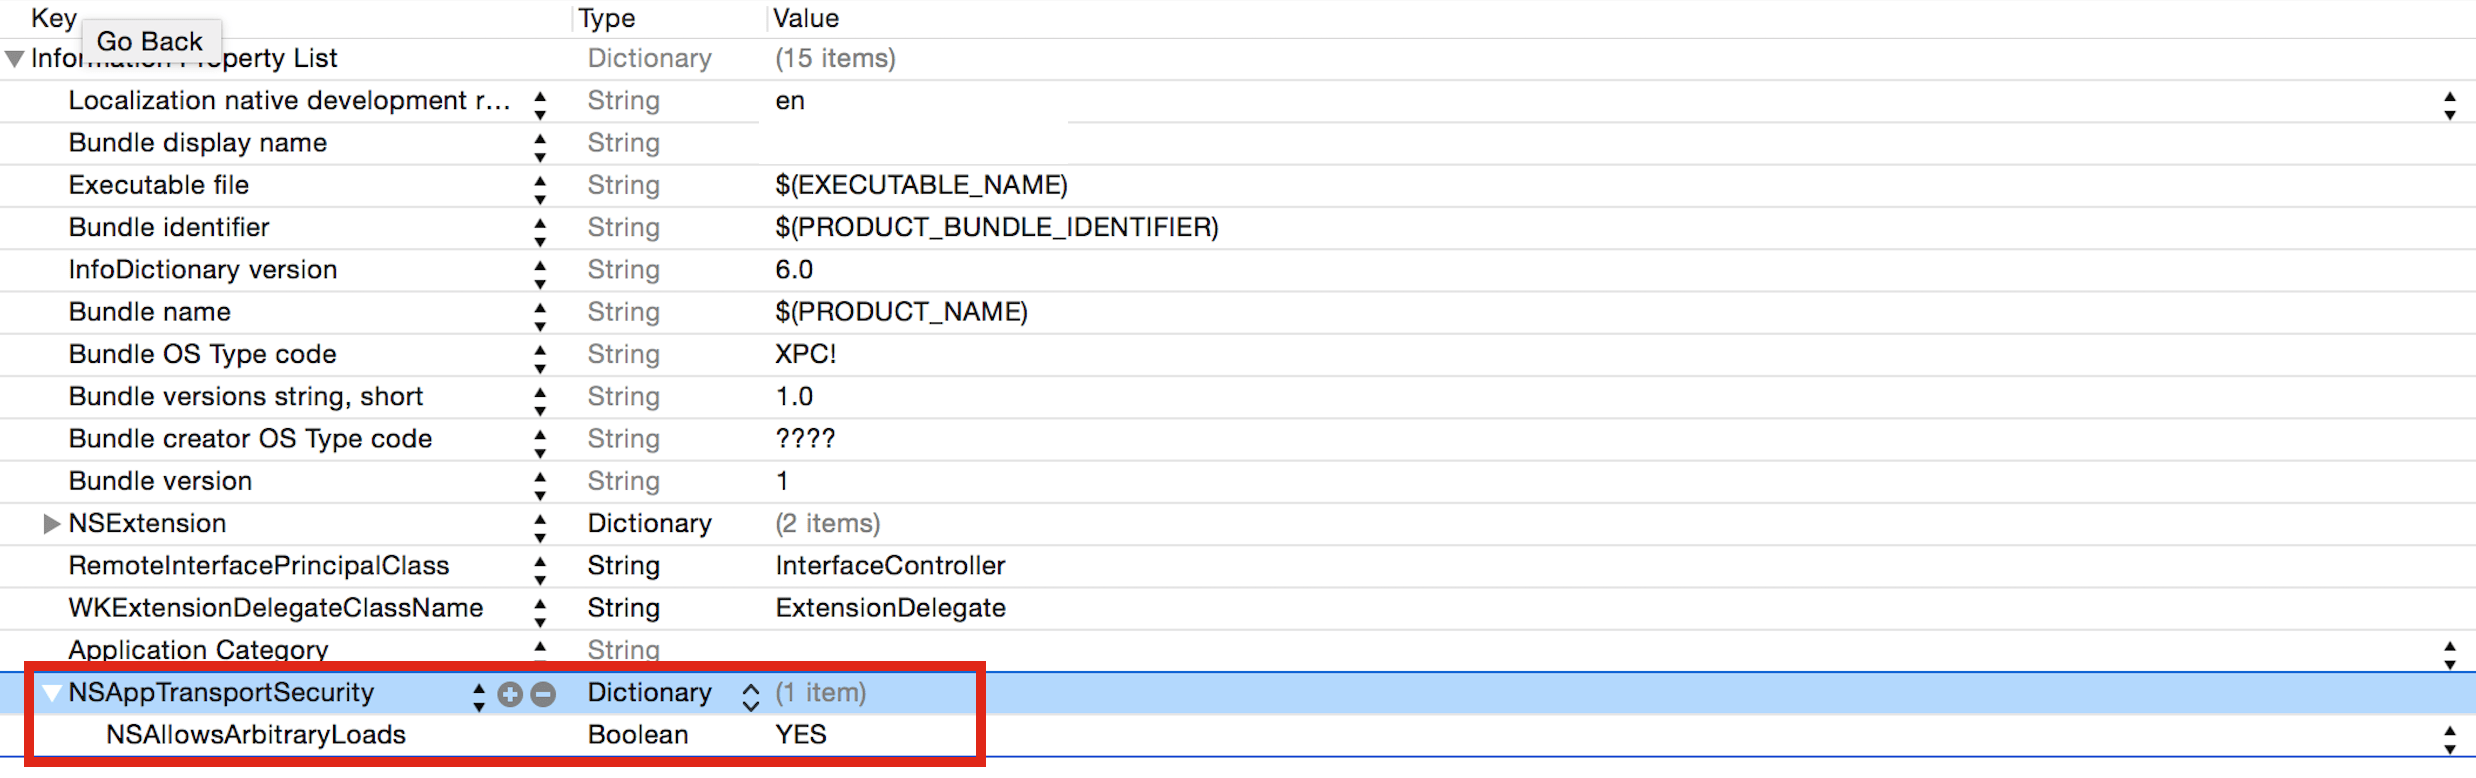 Key Type Value
Go Back
Information Property List Dictionary (15 items)
Localization native development r... String en
Bundle display name String
Executable file String $(EXECUTABLE_NAME)
Bundle identifier String $(PRODUCT_BUNDLE_IDENTIFIER)
InfoDictionary version String 6.0
Bundle name String $(PRODUCT_NAME)
Bundle OS Type code String XPC!
Bundle versions string, short String 1.0
Bundle creator OS Type code String ????
Bundle version String 1
NSExtension Dictionary (2 items)
RemoteInterfacePrincipalClass String InterfaceController
WKExtensionDelegateClassName String ExtensionDelegate
Application Category String
NSAppTransportSecurity Dictionary (1 item)
NSAllowsArbitraryLoads Boolean YES